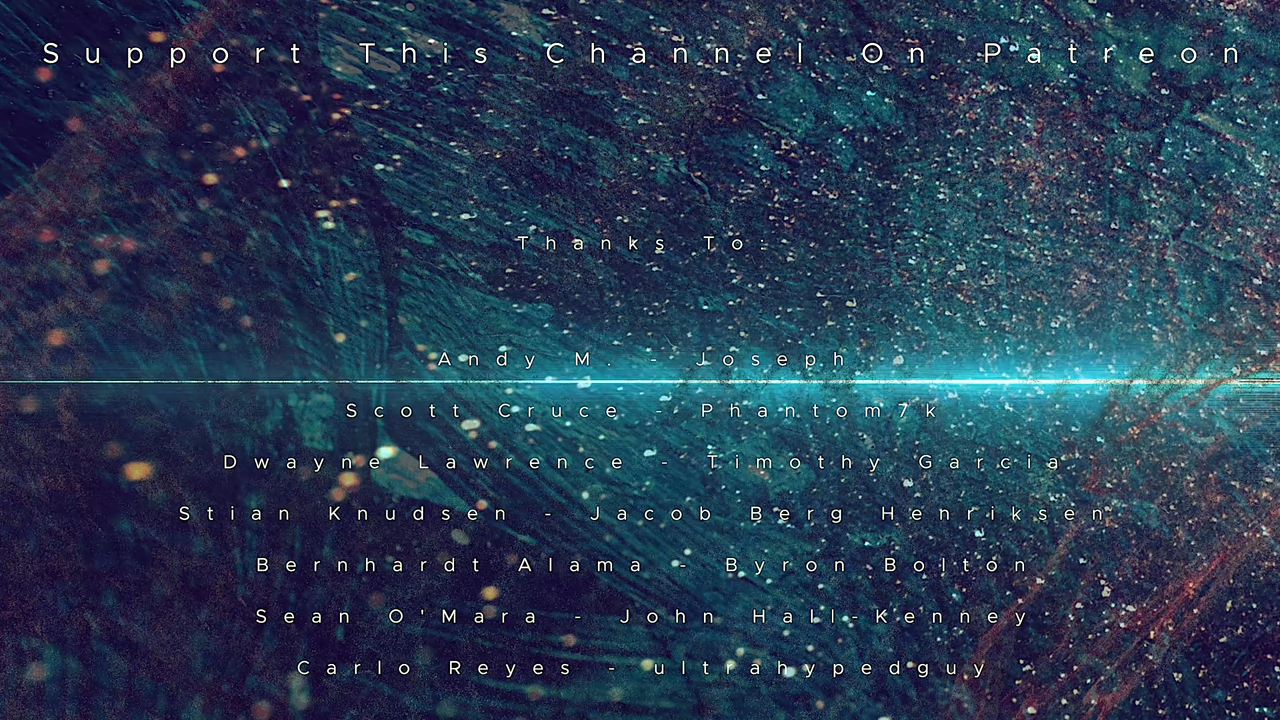 Support This Channel On Patreon
Thanks To:
Andy M. - Joseph
Scott Cruce - Phantom7k
Dwayne Lawrence - Timothy Garcia
Stian Knudsen - Jacob Berg Henriksen
Bernhardt Alama - Byron Bolton
Sean O'Mara - John Hall-Kenney
Carlo Reyes - ultrahypedguy